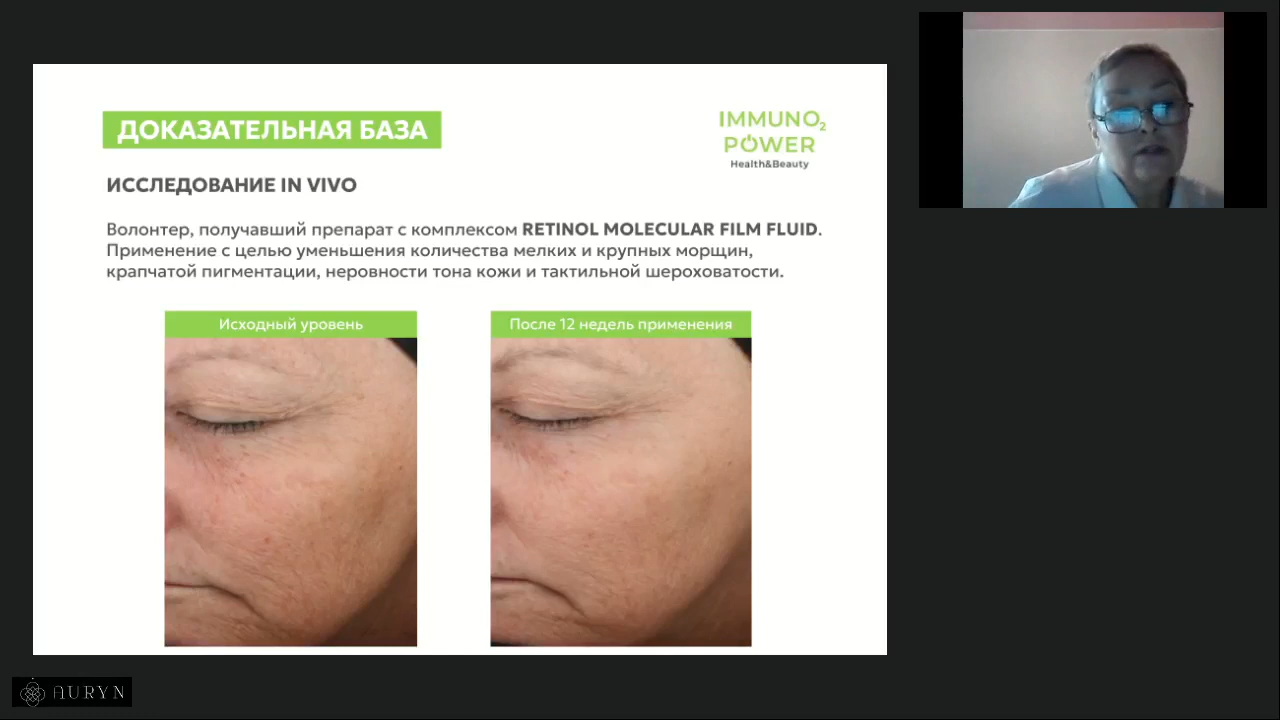 ДОКАЗАТЕЛЬНАЯ БАЗА
IMMUNO₂
POWER
Health&Beauty
ИССЛЕДОВАНИЕ IN VIVO
Волонтер, получавший препарат с комплексом RETINOL MOLECULAR FILM FLUID.
Применение с целью уменьшения количества мелких и крупных морщин,
крапчатой пигментации, неровности тона кожи и тактильной шероховатости.
Исходный уровень
После 12 недель применения
AURYN